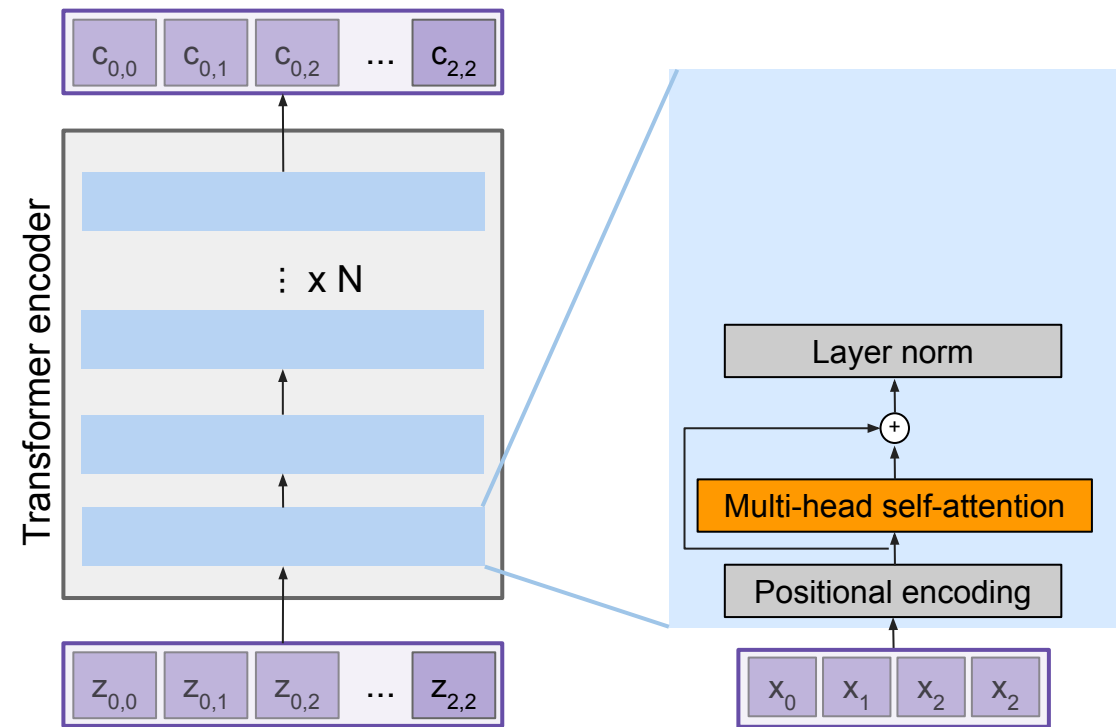 c0,0 c0,1 c0,2 ... c2,2
Transformer encoder
⋮ x N
z0,0 z0,1 z0,2 ... z2,2
Layer norm
+
Multi-head self-attention
Positional encoding
x0 x1 x2 x2